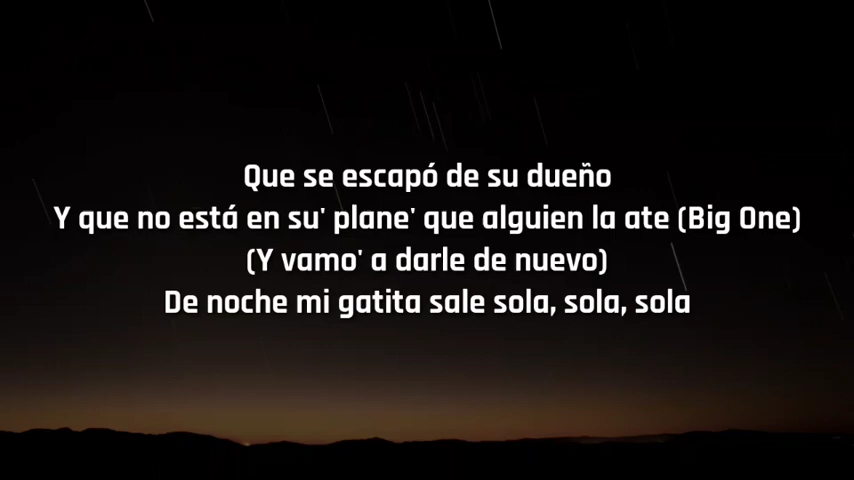 Que se escapó de su dueño
Y que no está en su' plane' que alguien la ate (Big One)
(Y vamo' a darle de nuevo)
De noche mi gatita sale sola, sola, sola